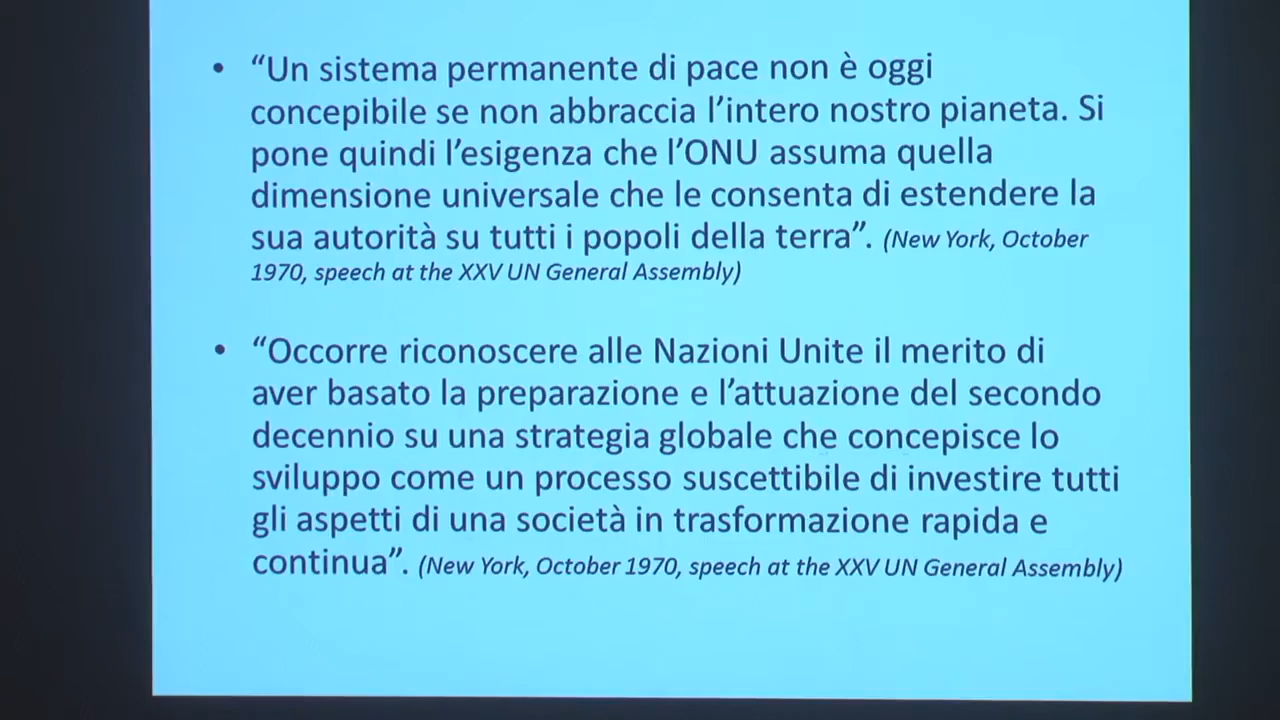 • “Un sistema permanente di pace non è oggi
concepibile se non abbraccia l’intero nostro pianeta. Si
pone quindi l’esigenza che l’ONU assuma quella
dimensione universale che le consenta di estendere la
sua autorità su tutti i popoli della terra”. (New York, October
1970, speech at the XXV UN General Assembly)
• “Occorre riconoscere alle Nazioni Unite il merito di
aver basato la preparazione e l’attuazione del secondo
decennio su una strategia globale che concepisce lo
sviluppo come un processo suscettibile di investire tutti
gli aspetti di una società in trasformazione rapida e
continua”. (New York, October 1970, speech at the XXV UN General Assembly)